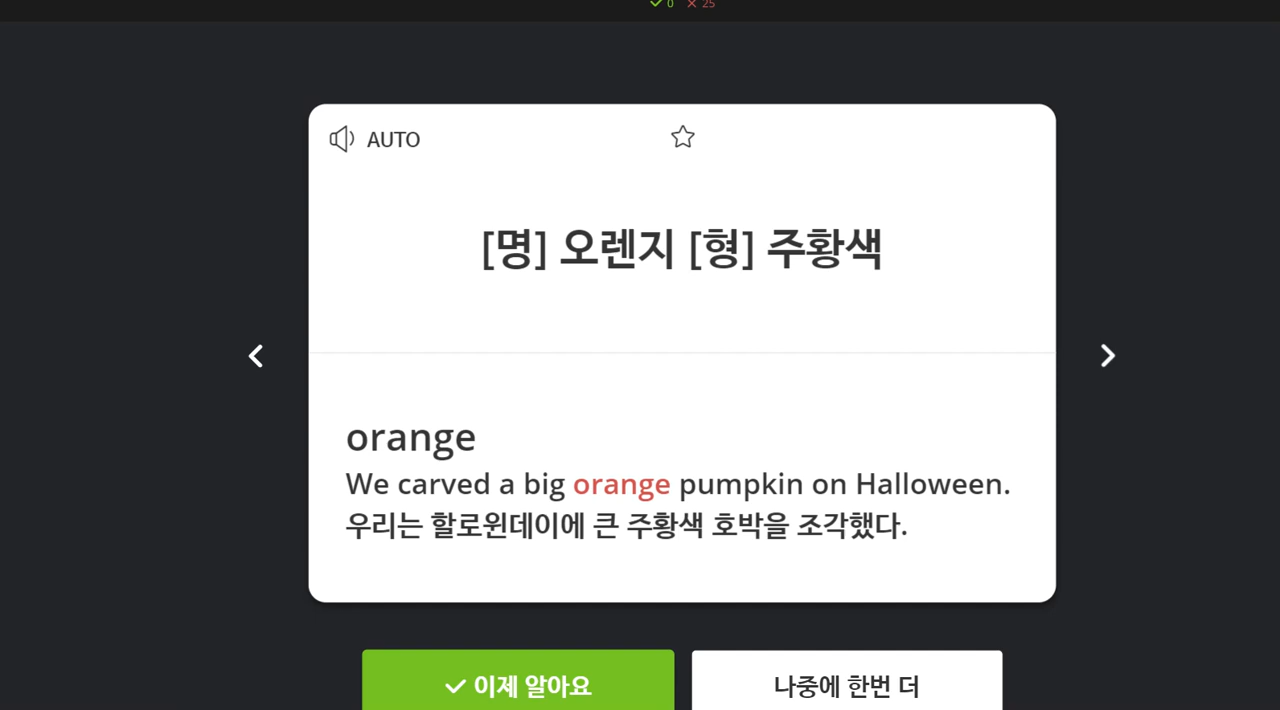 0 25
AUTO
[명] 오렌지 [형] 주황색
orange
We carved a big orange pumpkin on Halloween.
우리는 할로윈데이에 큰 주황색 호박을 조각했다.
이제 알아요 나중에 한번 더